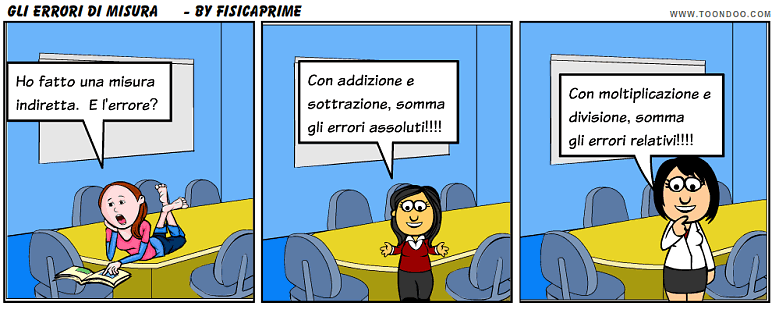 GLI ERRORI DI MISURA - BY FISICAPRIME
WWW.TOONDOO.COM
Ho fatto una misura
indiretta. E l'errore?
Con addizione e
sottrazione, somma
gli errori assoluti!!!!
Con moltiplicazione e
divisione, somma
gli errori relativi!!!!